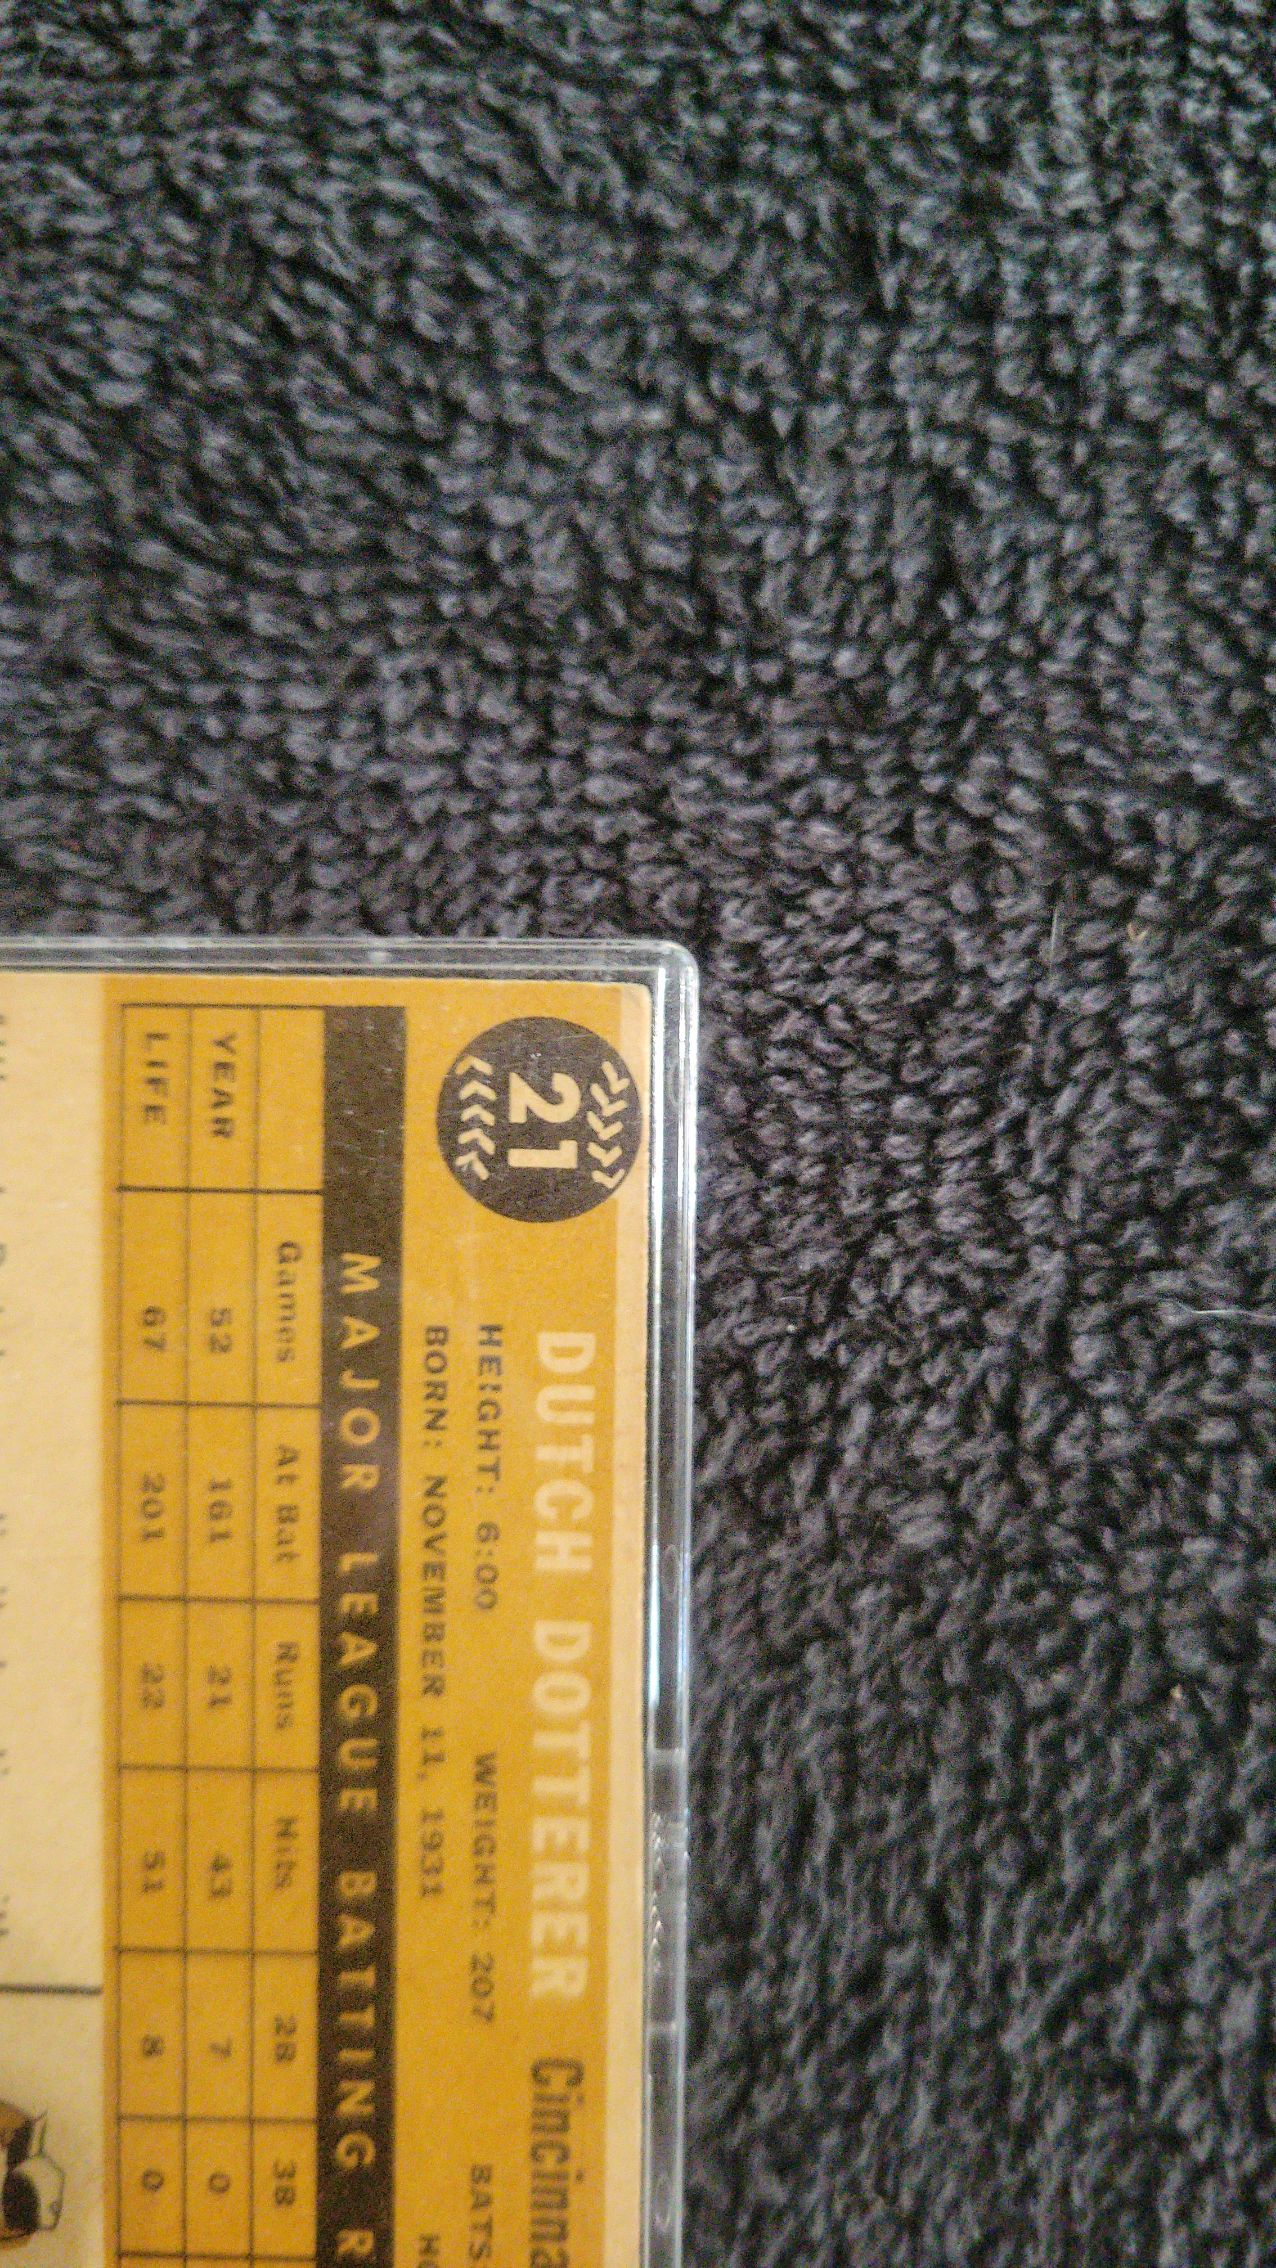 21
DUTCH DOTTERER Cincinna
HEIGHT: 6:00 WEIGHT: 207 BATS
BORN: NOVEMBER 11, 1931 HO
MAJOR LEAGUE BATTING R
Games At Bat Runs Hits 2B 3B
YEAR 52 161 21 43 7 0
LIFE 67 201 22 51 8 0